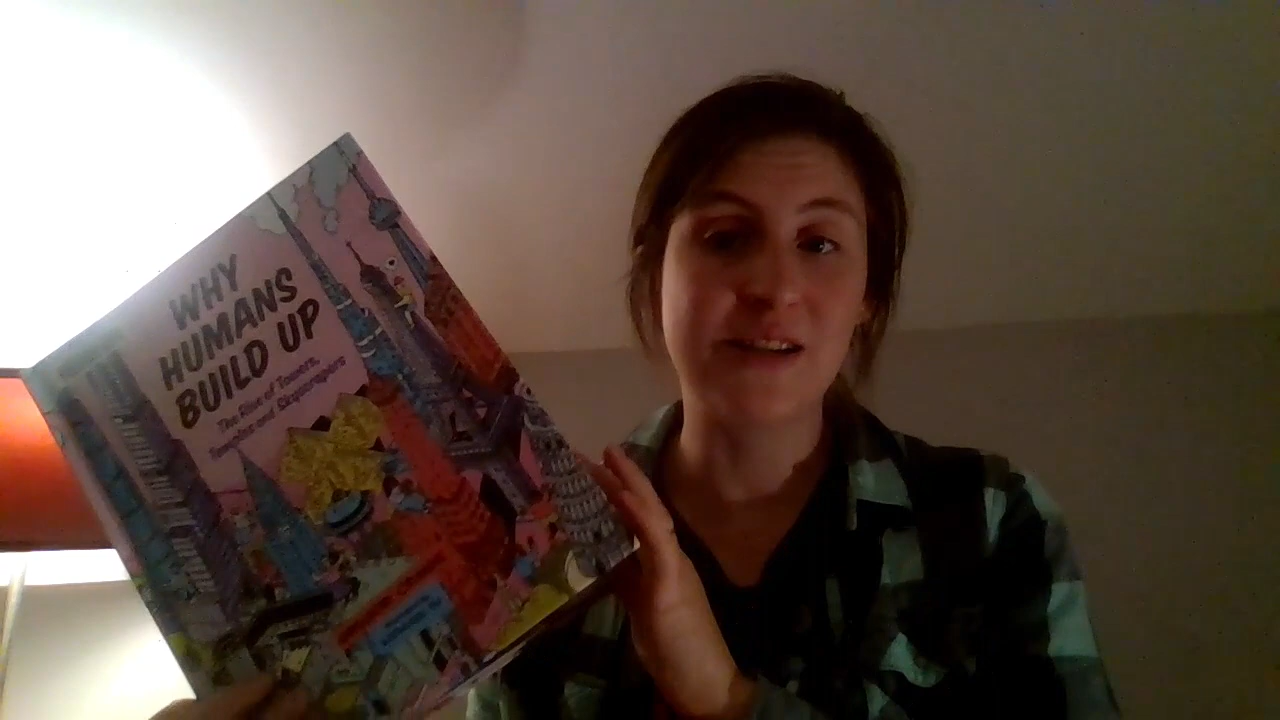 WHY
HUMANS
BUILD UP
The Rise of Towers,
Temples and Skyscrapers